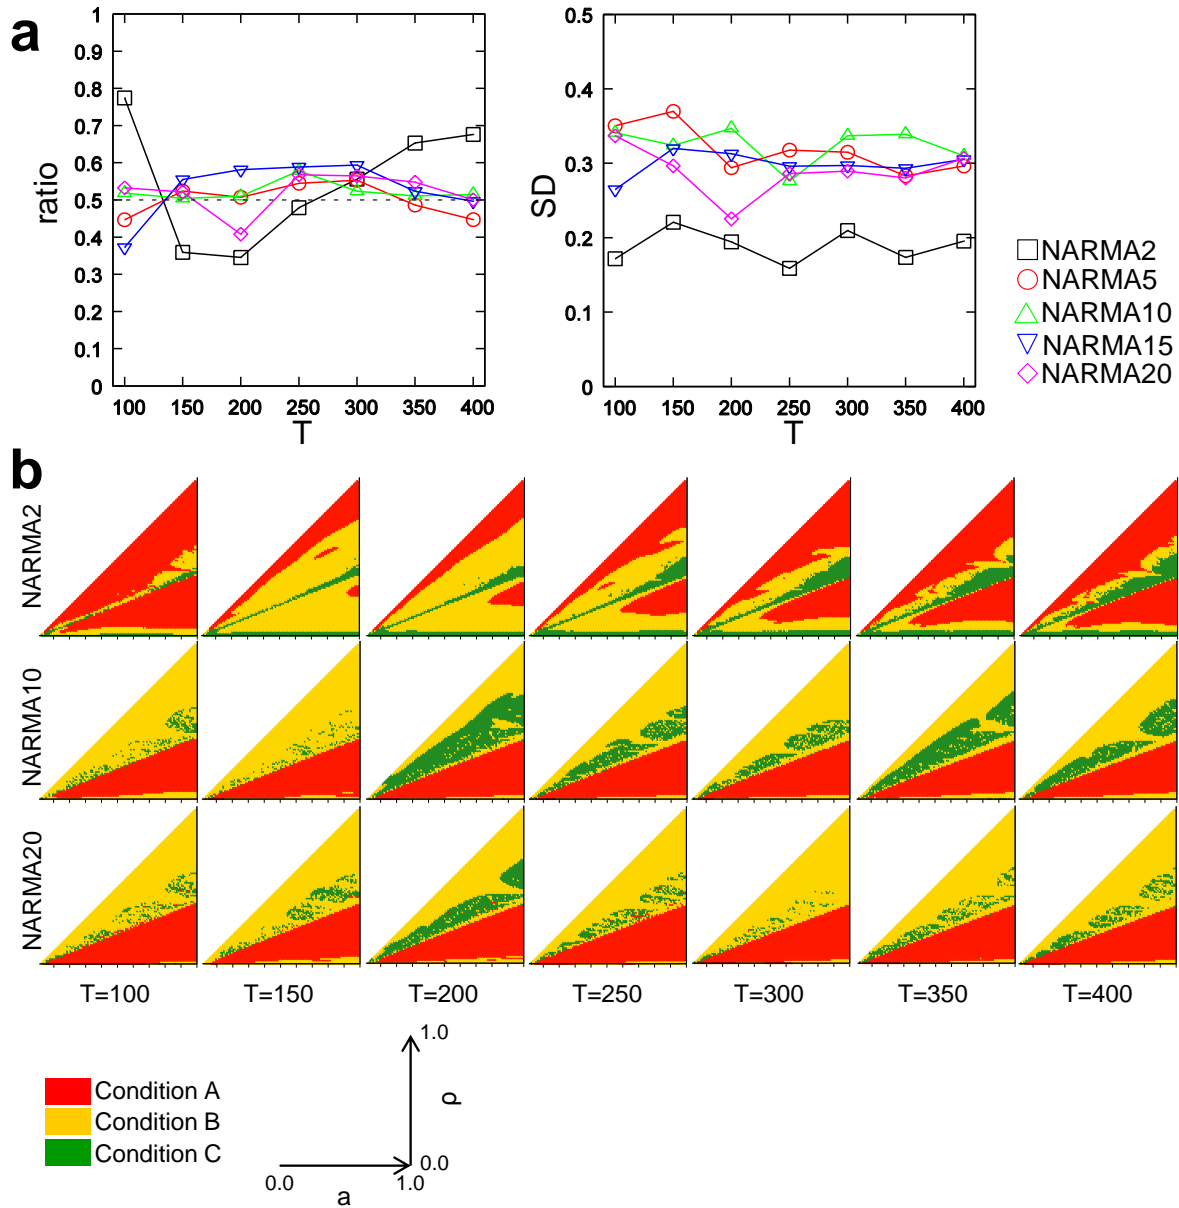 a
1
0.9
0.8
0.7
0.6
0.5
0.4
0.3
0.2
0.1
0
ratio
100 150 200 250 300 350 400
T
0.5
0.4
0.3
0.2
0.1
0
SD
100 150 200 250 300 350 400
T
NARMA2
NARMA5
NARMA10
NARMA15
NARMA20
b
NARMA2
NARMA10
NARMA20
T=100 T=150 T=200 T=250 T=300 T=350 T=400
Condition A
Condition B
Condition C
1.0
ρ
0.0
0.0 1.0
a